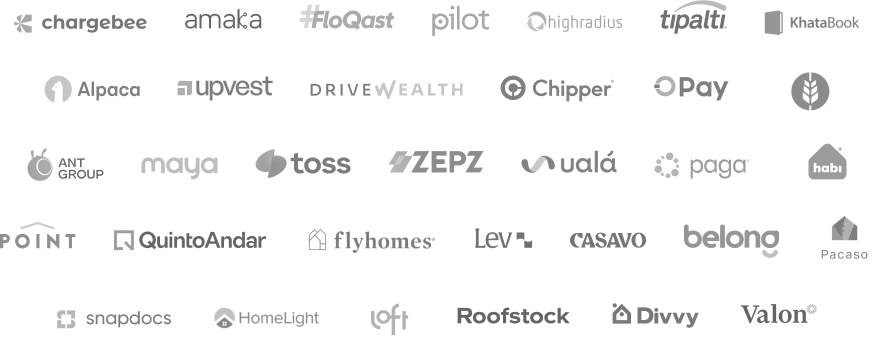 chargebee amaka #FloQast pilot highradius tipalti KhataBook
Alpaca upvest DRIVEWEALTH Chipper OPay
ANT GROUP maya toss ZEPZ ualá paga habi
POINT QuintoAndar flyhomes Lev CASAVO belong Pacaso
snapdocs HomeLight loft Roofstock Divvy Valon